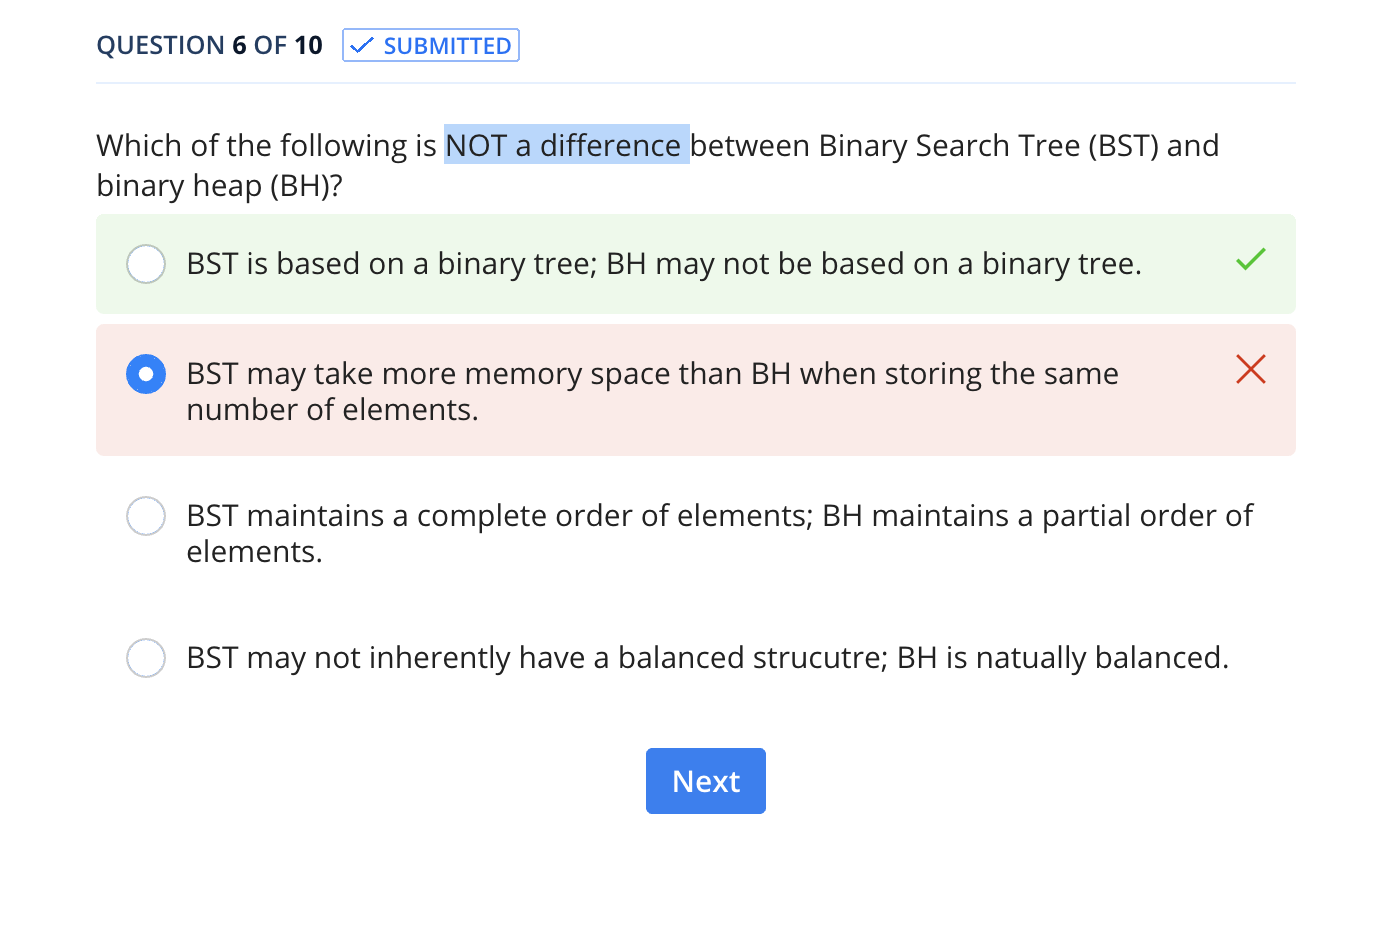 QUESTION 6 OF 10 SUBMITTED
Which of the following is NOT a difference between Binary Search Tree (BST) and
binary heap (BH)?
BST is based on a binary tree; BH may not be based on a binary tree.
BST may take more memory space than BH when storing the same
number of elements.
BST maintains a complete order of elements; BH maintains a partial order of
elements.
BST may not inherently have a balanced strucutre; BH is natually balanced.
Next